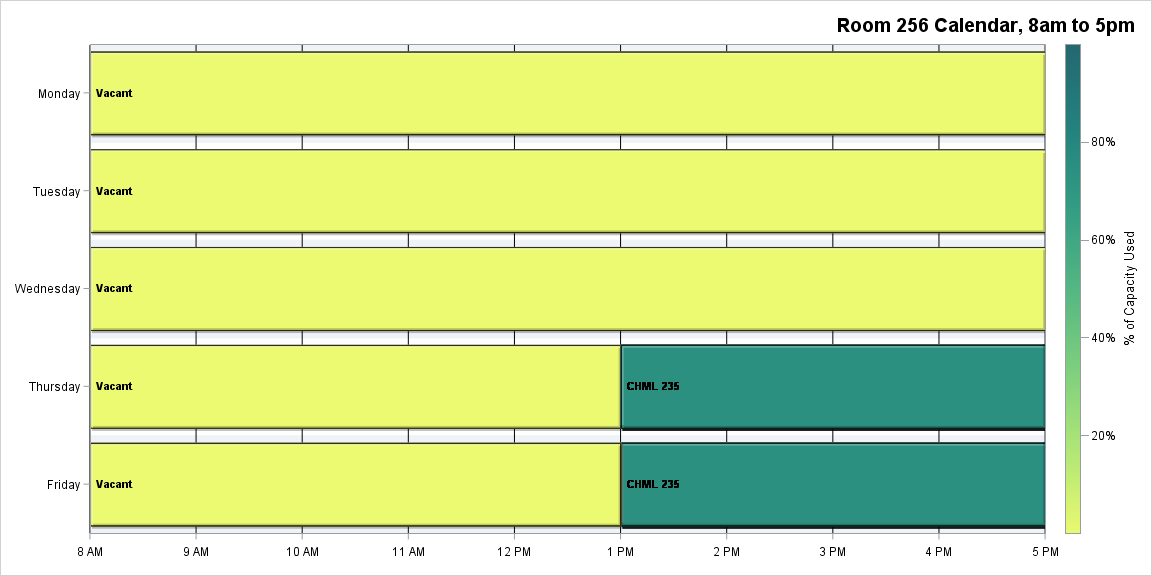 Room 256 Calendar, 8am to 5pm
Monday
Vacant
Tuesday
Vacant
Wednesday
Vacant
Thursday
Vacant
CHML 235
Friday
Vacant
CHML 235
8 AM 9 AM 10 AM 11 AM 12 PM 1 PM 2 PM 3 PM 4 PM 5 PM
80%
60%
40%
20%
% of Capacity Used